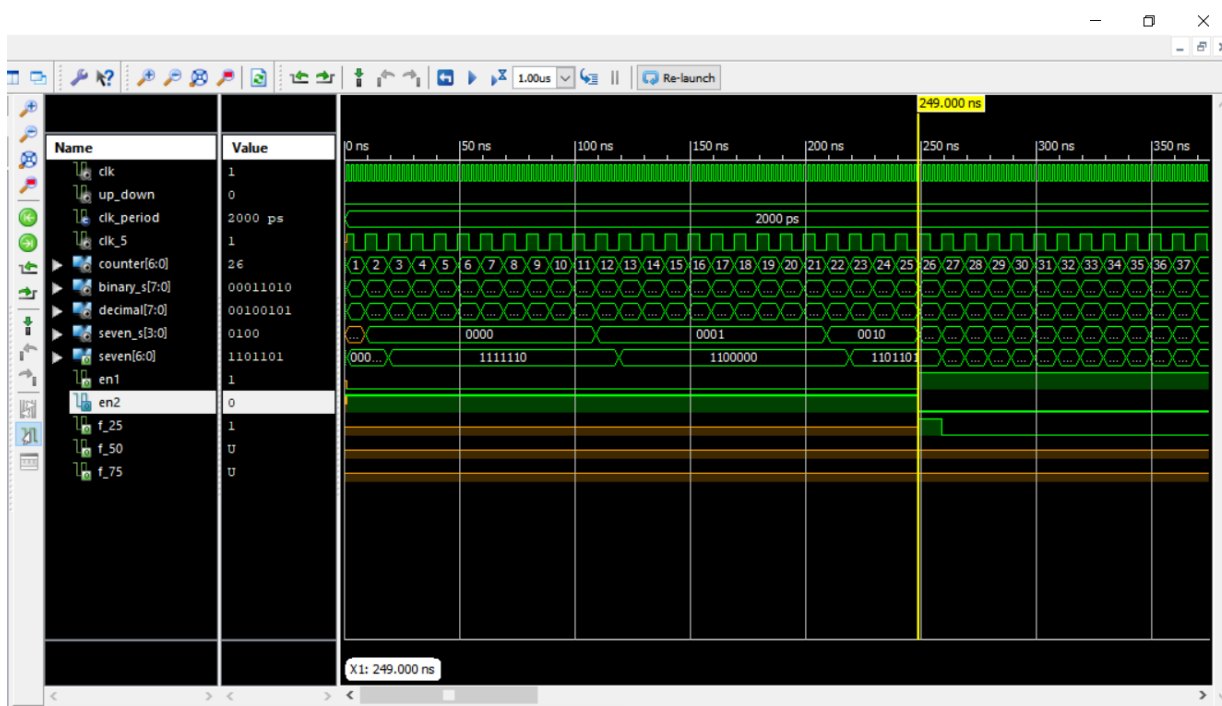 1.00us Re-launch
249.000 ns
Name Value 0 ns 50 ns 100 ns 150 ns 200 ns 250 ns 300 ns 350 ns
clk 1
up_down 0
clk_period 2000 ps 2000 ps
clk_5 1
counter[6:0] 26 1 2 3 4 5 6 7 8 9 10 11 12 13 14 15 16 17 18 19 20 21 22 23 24 25 26 27 28 29 30 31 32 33 34 35 36 37
binary_s[7:0] 00011010 ... ... ... ... ... ... ... ... ... ... ... ... ... ... ... ... ... ... ... ... ... ... ... ... ... ... ... ... ... ... ... ... ... ... ... ... ...
decimal[7:0] 00100101 ... ... ... ... ... ... ... ... ... ... ... ... ... ... ... ... ... ... ... ... ... ... ... ... ... ... ... ... ... ... ... ... ... ... ... ... ...
seven_s[3:0] 0100 ... 0000 0001 0010 ... ... ... ... ... ... ... ... ... ... ... ...
seven[6:0] 1101101 000... 1111110 1100000 1101101 ... ... ... ... ... ... ... ... ... ... ...
en1 1
en2 0
f_25 1
f_50 U
f_75 U
X1: 249.000 ns